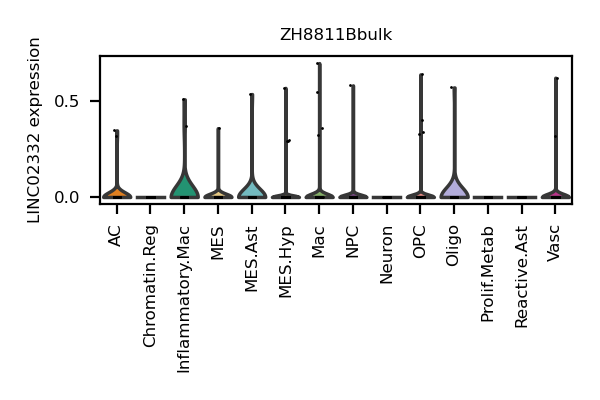 ZH8811Bbulk
LINC02332 expression
0.5
0.0
AC
Chromatin.Reg
Inflammatory.Mac
MES
MES.Ast
MES.Hyp
Mac
NPC
Neuron
OPC
Oligo
Prolif.Metab
Reactive.Ast
Vasc